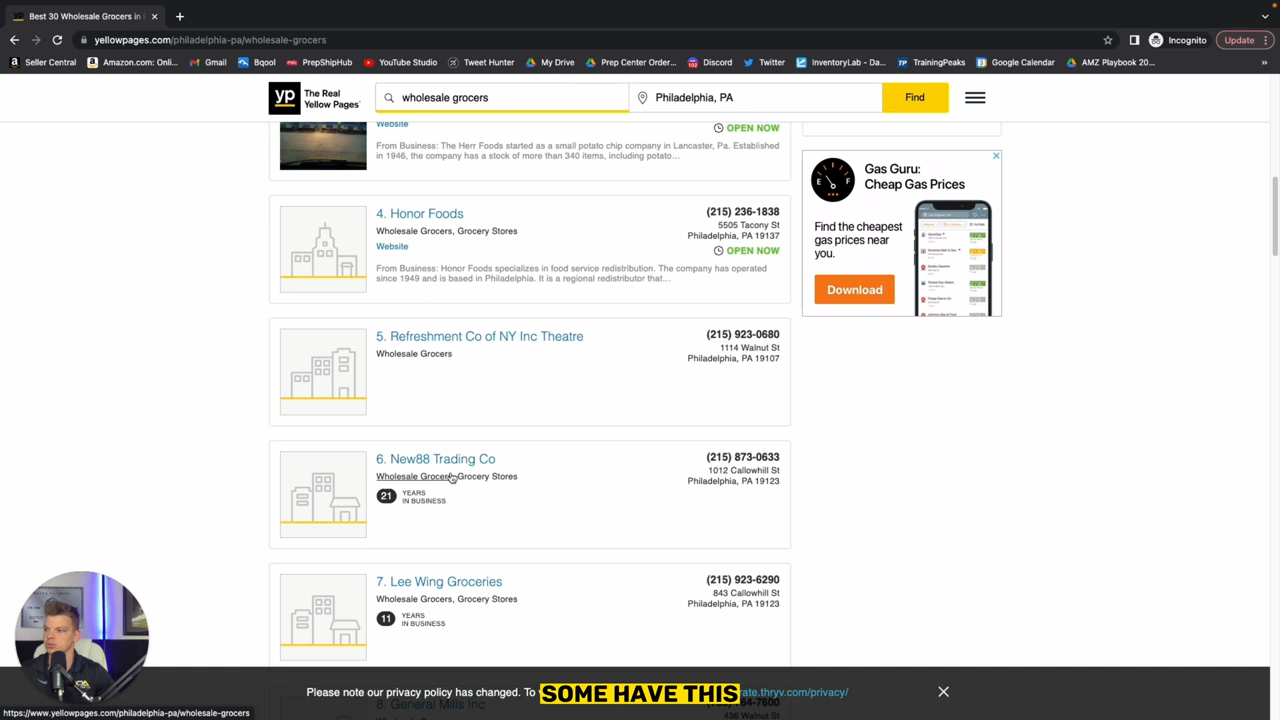 Best 30 Wholesale Grocers in
yellowpages.com/philadelphia-pa/wholesale-grocers
Incognito
Update
Seller Central
Amazon.com: Onli...
Gmail
Bqool
PrepShipHub
YouTube Studio
Tweet Hunter
My Drive
Prep Center Order...
Discord
Twitter
InventoryLab - Da...
TrainingPeaks
Google Calendar
AMZ Playbook 20...
yp
The Real
Yellow Pages
wholesale grocers
Philadelphia, PA
Find
Website
OPEN NOW
From Business: The Herr Foods started as a small potato chip company in Lancaster, Pa. Established
in 1946, the company has a stock of more than 340 items, including potato...
4. Honor Foods
Wholesale Grocers, Grocery Stores
Website
(215) 236-1838
5505 Tacony St
Philadelphia, PA 19137
OPEN NOW
From Business: Honor Foods specializes in food service redistribution. The company has operated
since 1949 and is based in Philadelphia. It is a regional redistributor that...
5. Refreshment Co of NY Inc Theatre
Wholesale Grocers
(215) 923-0680
1114 Walnut St
Philadelphia, PA 19107
6. New88 Trading Co
Wholesale Grocers, Grocery Stores
21 YEARS
IN BUSINESS
(215) 873-0633
1012 Callowhill St
Philadelphia, PA 19123
7. Lee Wing Groceries
Wholesale Grocers, Grocery Stores
11 YEARS
IN BUSINESS
(215) 923-6290
843 Callowhill St
Philadelphia, PA 19123
Gas Guru:
Cheap Gas Prices
Find the cheapest
gas prices near
you.
Download
Please note our privacy policy has changed. To
SOME HAVE THIS
rate.thryv.com/privacy/
8. General Mills Inc
436 Walnut St
https://www.yellowpages.com/philadelphia-pa/wholesale-grocers